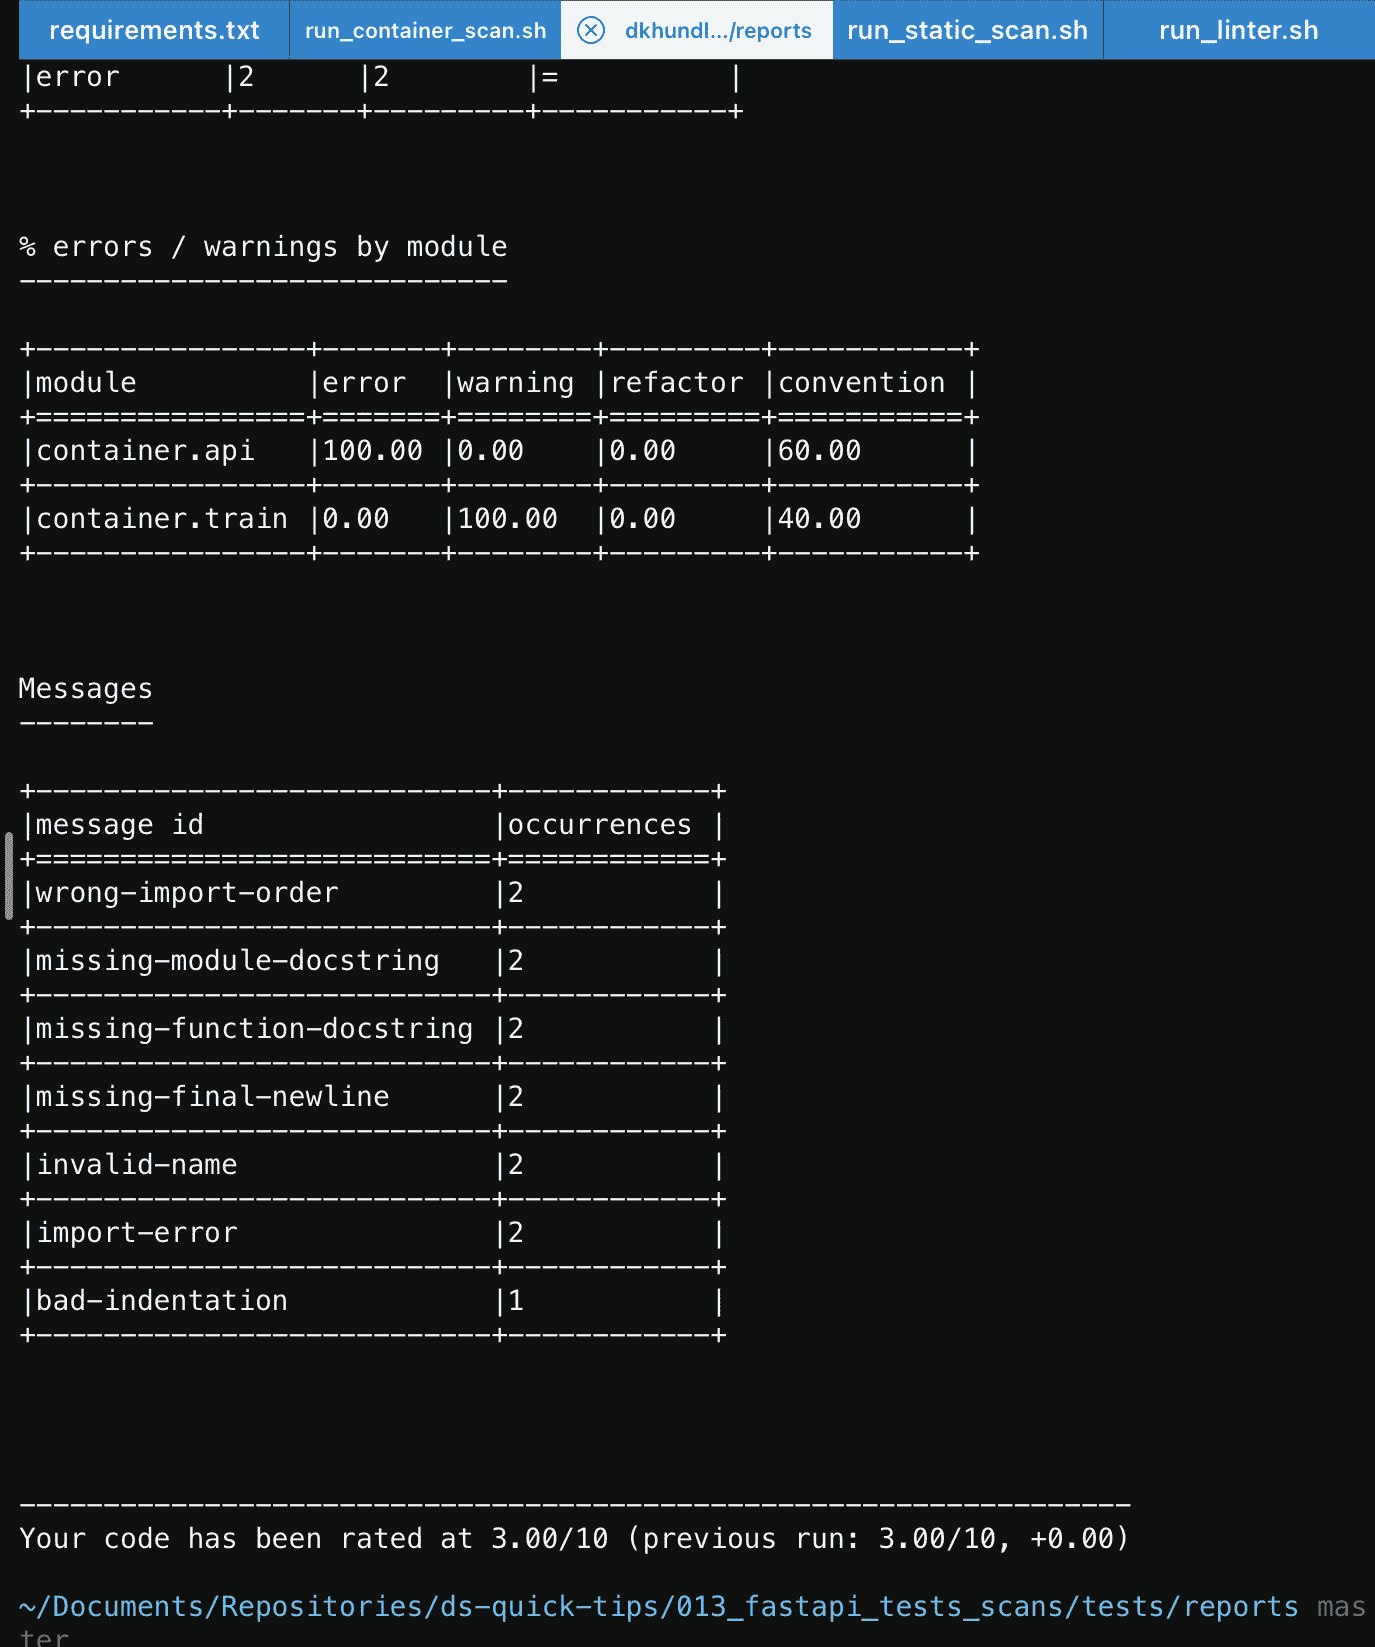 requirements.txt run_container_scan.sh dkhundl.../reports run_static_scan.sh run_linter.sh
|error      |2      |2        |=          |
+-----------+-------+---------+-----------+
% errors / warnings by module
-----------------------------
+----------------+-------+--------+---------+-----------+
|module          |error  |warning |refactor |convention |
+================+=======+========+=========+===========+
|container.api   |100.00 |0.00    |0.00     |60.00      |
+----------------+-------+--------+---------+-----------+
|container.train |0.00   |100.00  |0.00     |40.00      |
+----------------+-------+--------+---------+-----------+
Messages
--------
+---------------------------+------------+
|message id                 |occurrences |
+===========================+============+
|wrong-import-order         |2           |
+---------------------------+------------+
|missing-module-docstring   |2           |
+---------------------------+------------+
|missing-function-docstring |2           |
+---------------------------+------------+
|missing-final-newline      |2           |
+---------------------------+------------+
|invalid-name               |2           |
+---------------------------+------------+
|import-error               |2           |
+---------------------------+------------+
|bad-indentation            |1           |
+---------------------------+------------+
------------------------------------------------------------------
Your code has been rated at 3.00/10 (previous run: 3.00/10, +0.00)
~/Documents/Repositories/ds-quick-tips/013_fastapi_tests_scans/tests/reports mas
ter